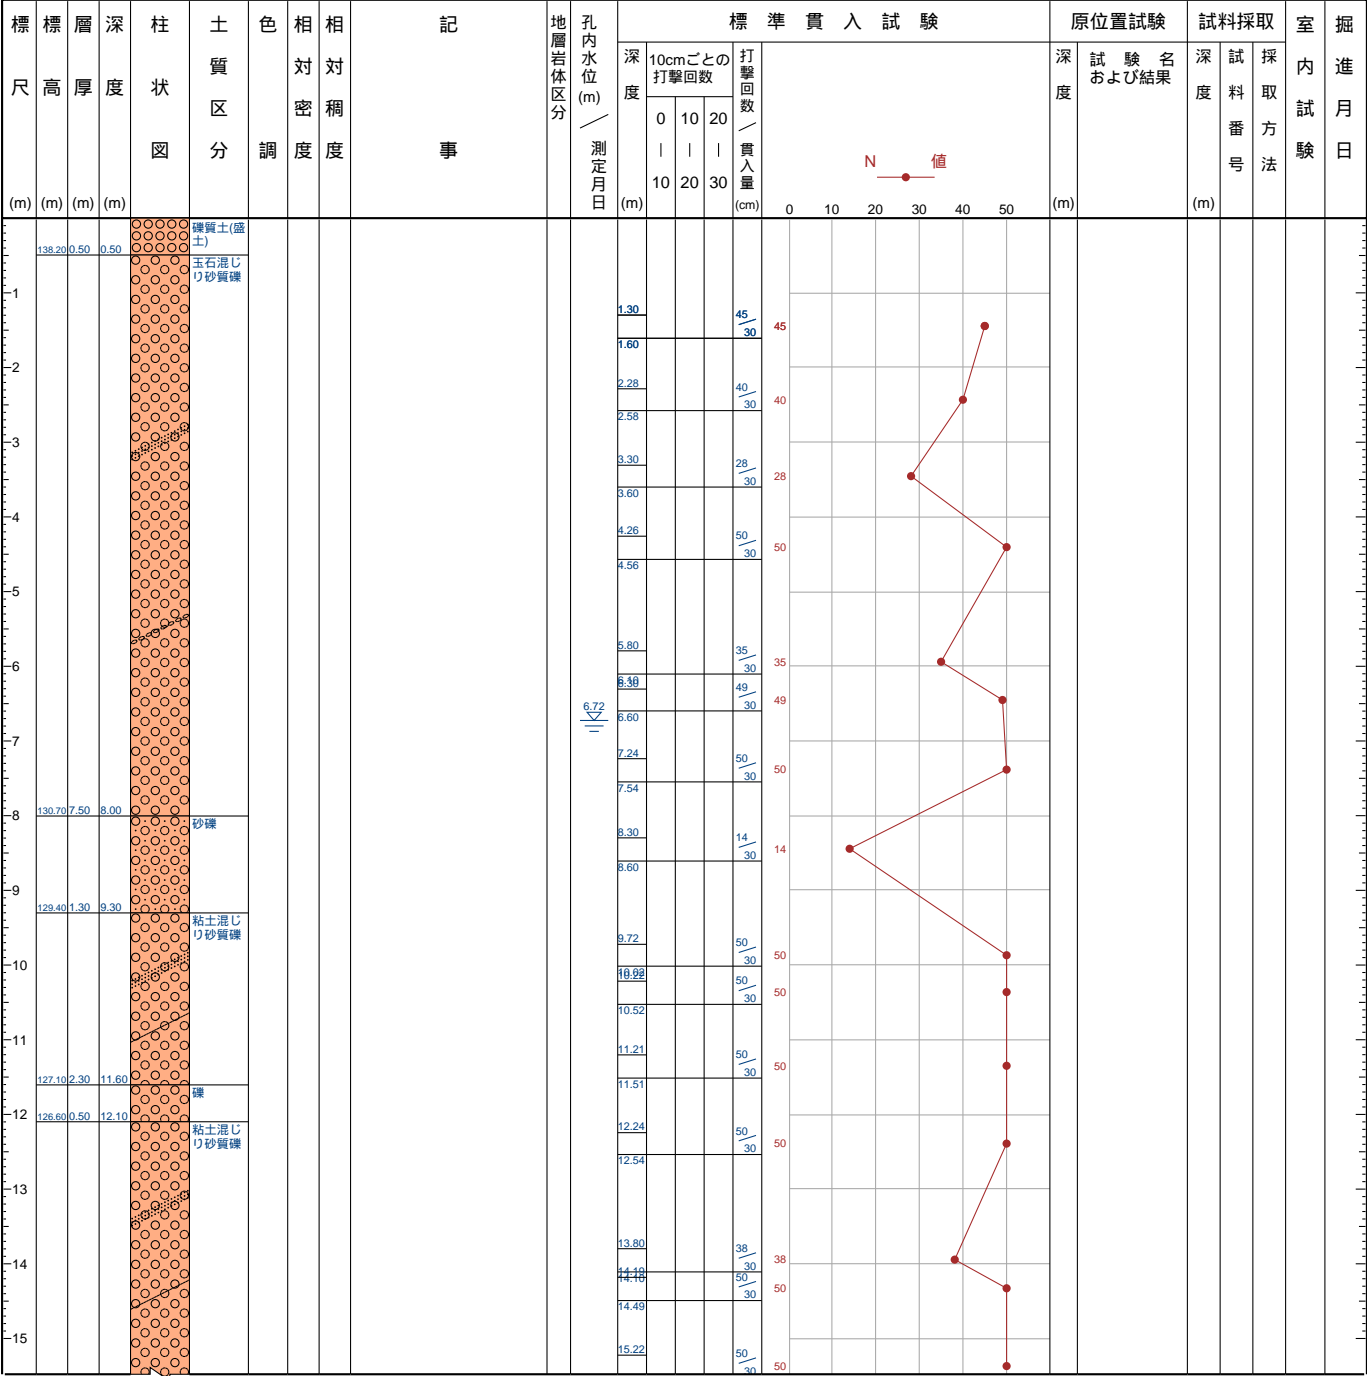 標尺 (m)
標高 (m)
層厚 (m)
深度 (m)
柱状図
土質区分
色調
相対密度
相対稠度
記事
地層岩体区分
孔内水位(m)／測定月日
標準貫入試験
深度 (m)
10cmごとの
打撃回数
0｜10
10｜20
20｜30
打撃回数／貫入量 (cm)
N 値
0 10 20 30 40 50
原位置試験
深度 (m)
試験名
および結果
試料採取
深度 (m)
試料番号
採取方法
室内試験
掘進月日
138.20 0.50 0.50
礫質土(盛
土)
玉石混じ
り砂質礫
1
1.30 45/30 45
1.60
2
2.28 40/30 40
2.58
3
3.30 28/30 28
3.60
4
4.26 50/30 50
4.56
5
5.80 35/30 35
6
6.10
6.30 49/30 49
6.72
6.60
7
7.24 50/30 50
7.54
130.70 7.50 8.00
8
砂礫
8.30 14/30 14
8.60
9
129.40 1.30 9.30
粘土混じ
り砂質礫
9.72 50/30 50
10
10.02
10.22 50/30 50
10.52
11
11.21 50/30 50
11.51
127.10 2.30 11.60
礫
12
126.60 0.50 12.10
粘土混じ
り砂質礫
12.24 50/30 50
12.54
13
13.80 38/30 38
14
14.10
50/30 50
14.49
15
15.22 50/30 50